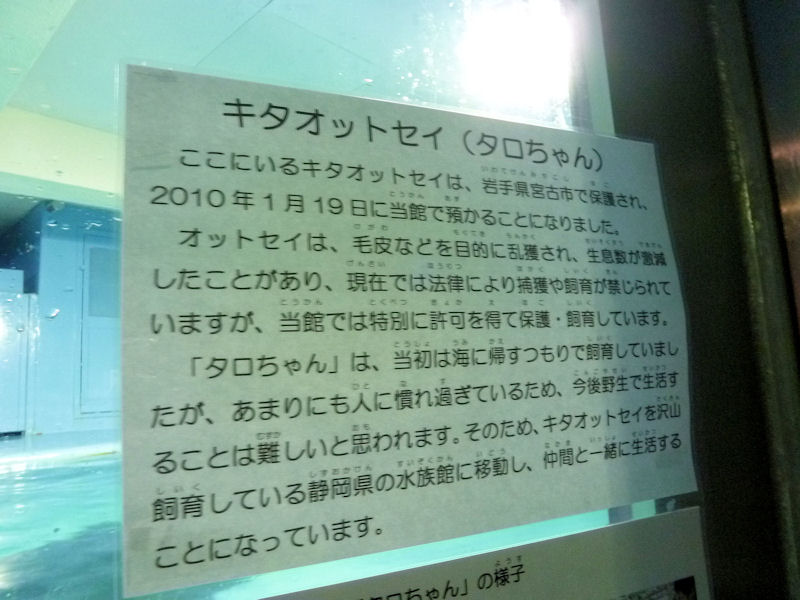 キタオットセイ（タロちゃん）
ここにいるキタオットセイは、岩手県宮古市で保護され、
2010年1月19日に当館で預かることになりました。
オットセイは、毛皮などを目的に乱獲され、生息数が激減
したことがあり、現在では法律により捕獲や飼育が禁じられて
いますが、当館では特別に許可を得て保護・飼育しています。
「タロちゃん」は、当初は海に帰すつもりで飼育していまし
たが、あまりにも人に慣れ過ぎているため、今後野生で生活す
ることは難しいと思われます。そのため、キタオットセイを沢山
飼育している静岡県の水族館に移動し、仲間と一緒に生活する
ことになっています。
タロちゃん」の様子